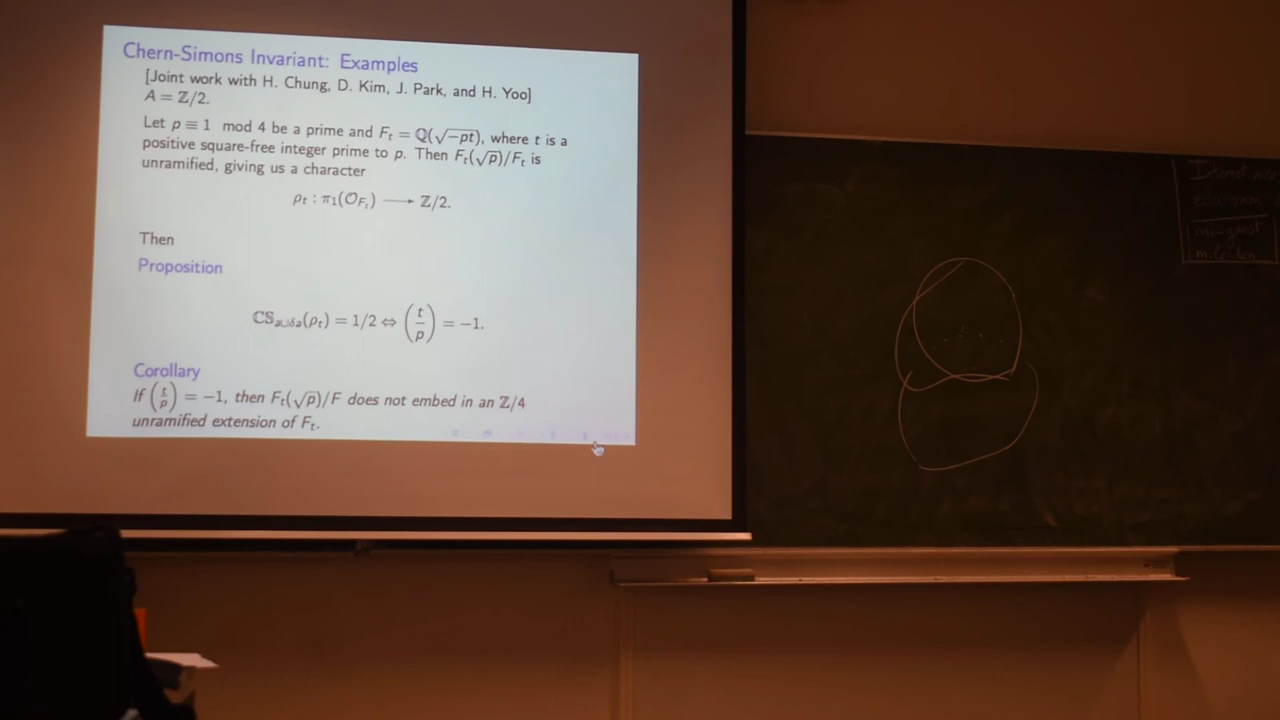 Chern-Simons Invariant: Examples
[Joint work with H. Chung, D. Kim, J. Park, and H. Yoo]
A = ℤ/2.
Let p ≡ 1 mod 4 be a prime and F_t = ℚ(√−pt), where t is a
positive square-free integer prime to p. Then F_t(√p)/F_t is
unramified, giving us a character
ρ_t : π₁(𝒪_{F_t}) ⟶ ℤ/2.
Then
Proposition
ℂ𝕊_{a∪δa}(ρ_t) = 1/2 ⇔ (t/p) = −1.
Corollary
If (t/p) = −1, then F_t(√p)/F does not embed in an ℤ/4
unramified extension of F_t.
Internet